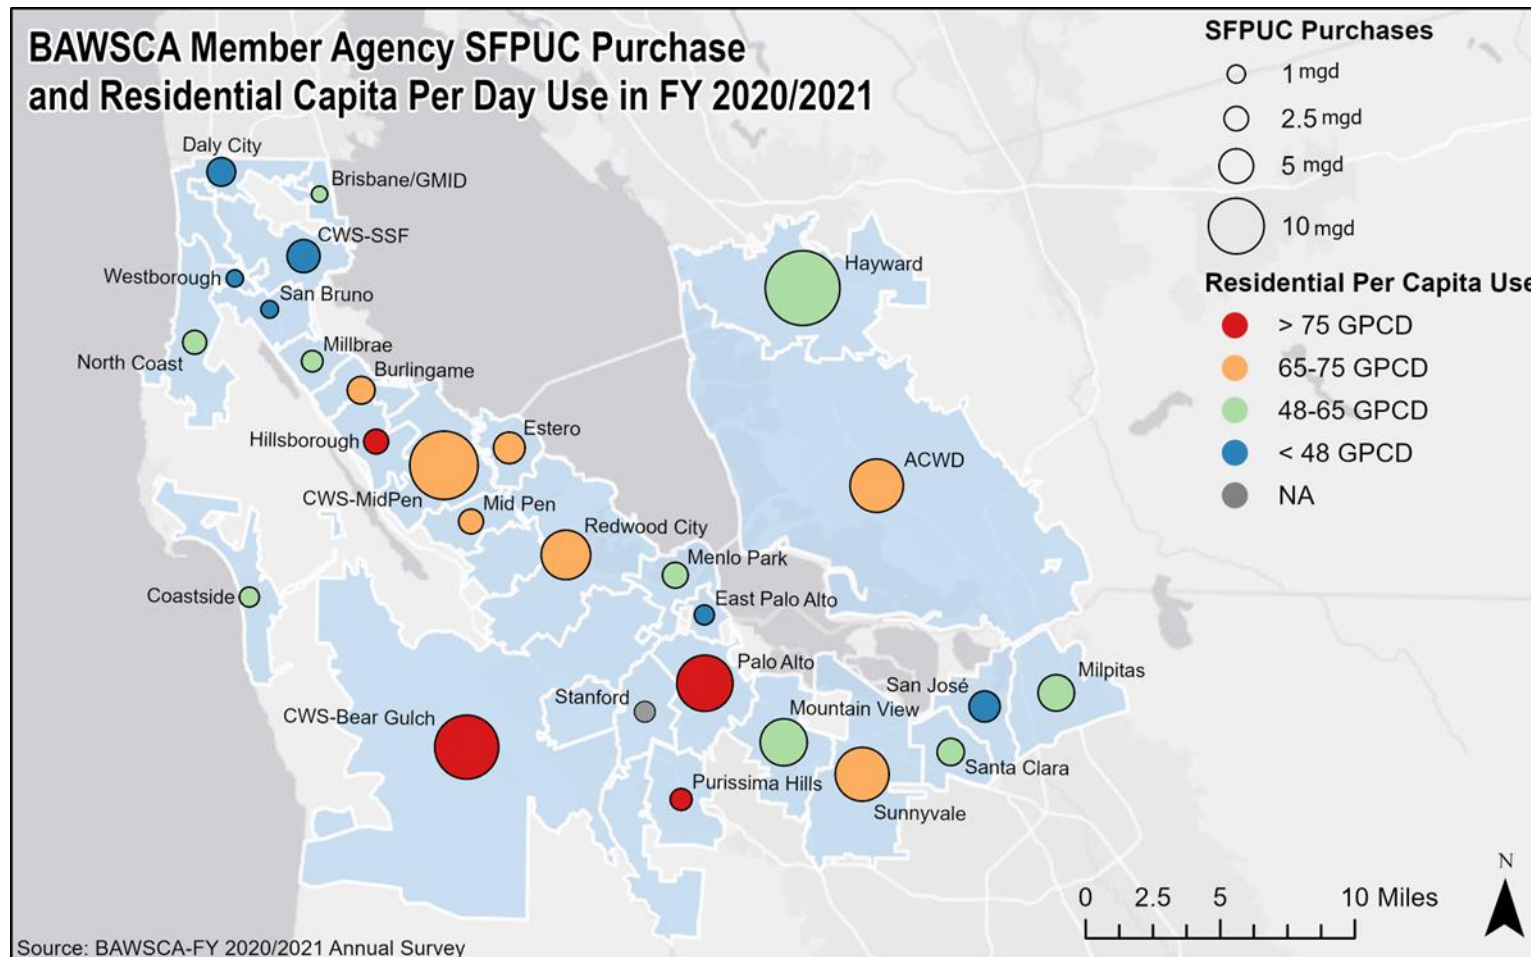 BAWSCA Member Agency SFPUC Purchase
and Residential Capita Per Day Use in FY 2020/2021
SFPUC Purchases
1 mgd
2.5 mgd
5 mgd
10 mgd
Residential Per Capita Use
> 75 GPCD
65-75 GPCD
48-65 GPCD
< 48 GPCD
NA
Daly City
Brisbane/GMID
CWS-SSF
Westborough
San Bruno
North Coast
Millbrae
Burlingame
Hillsborough
Estero
CWS-MidPen
Mid Pen
Redwood City
Menlo Park
East Palo Alto
Coastside
Hayward
ACWD
Palo Alto
Stanford
CWS-Bear Gulch
Mountain View
San José
Milpitas
Santa Clara
Purissima Hills
Sunnyvale
N
0 2.5 5 10 Miles
Source: BAWSCA-FY 2020/2021 Annual Survey